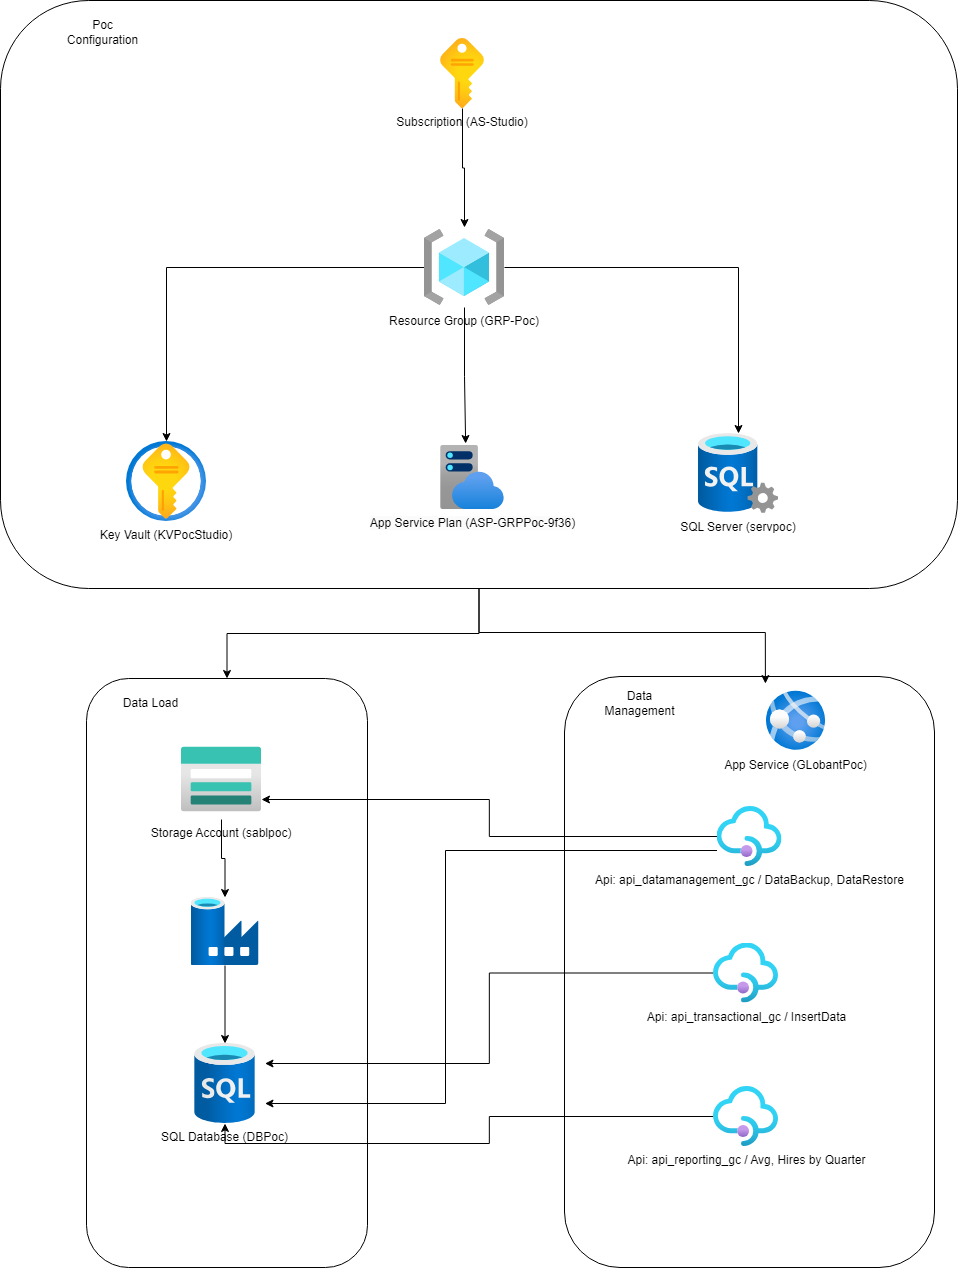 Poc
Configuration
Subscription (AS-Studio)
Resource Group (GRP-Poc)
Key Vault (KVPocStudio)
App Service Plan (ASP-GRPPoc-9f36)
SQL
SQL Server (servpoc)
Data Load
Data
Management
App Service (GLobantPoc)
Storage Account (sablpoc)
Api: api_datamanagement_gc / DataBackup, DataRestore
Api: api_transactional_gc / InsertData
SQL
SQL Database (DBPoc)
Api: api_reporting_gc / Avg, Hires by Quarter